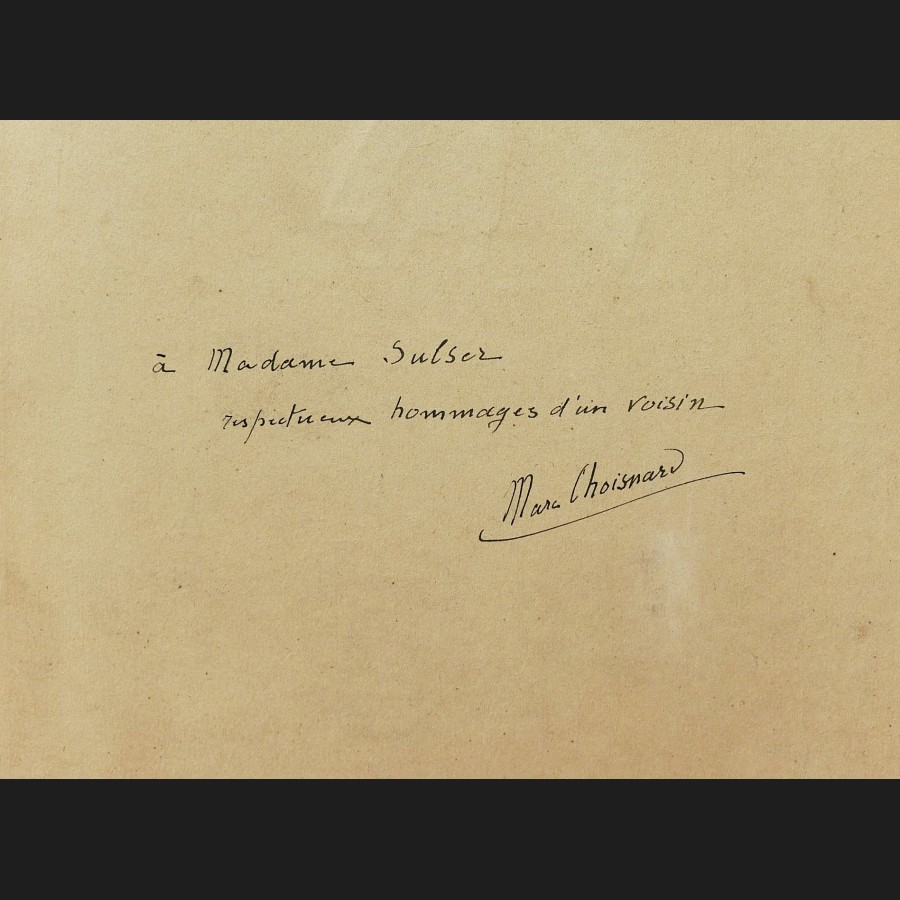 à Madame Sulser
respectueux hommages d'un voisin
Marc Choisnard